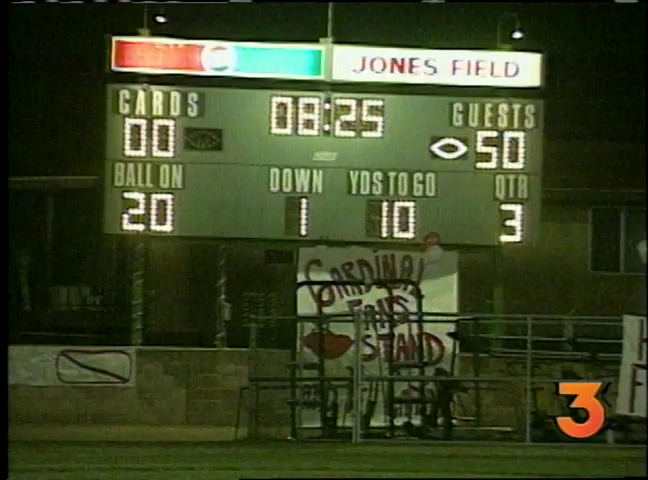 JONES FIELD
CARDS 08:25 GUESTS
00 50
BALL ON DOWN YDS TO GO QTR
20 1 10 3
CARDINAL
FANS
STAND
3